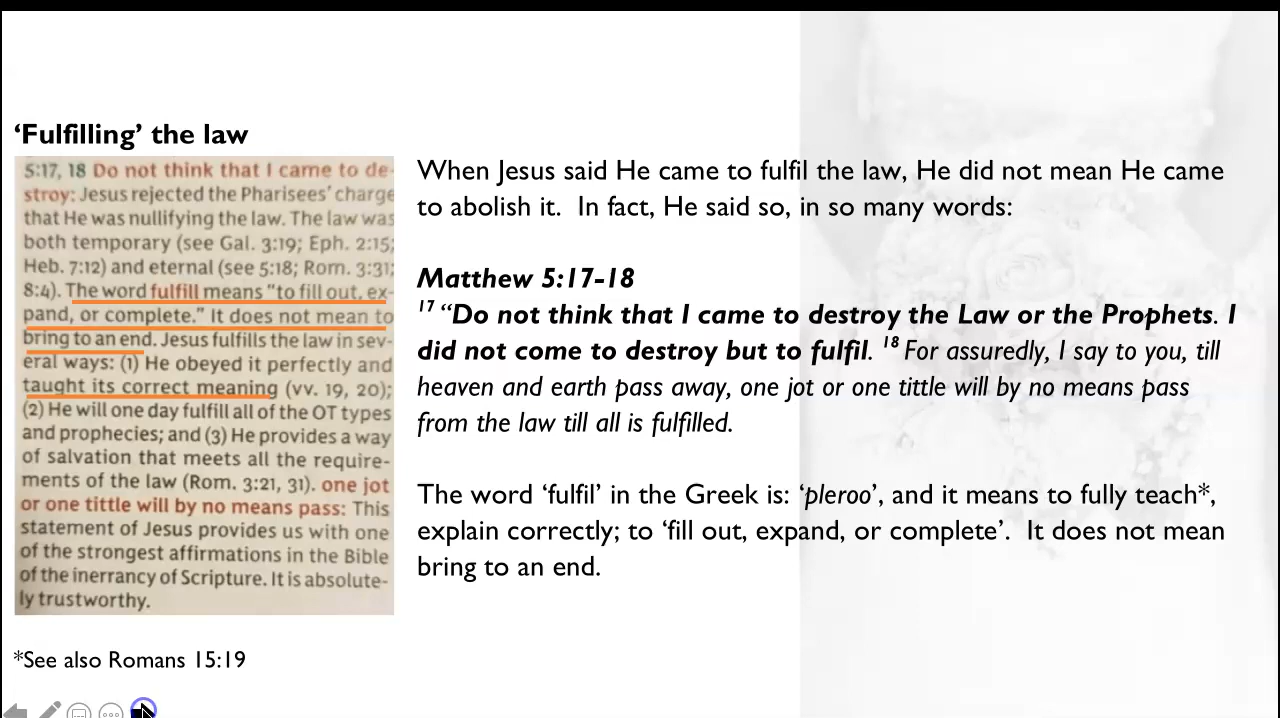 ‘Fulfilling’ the law
5:17, 18 Do not think that I came to de-
stroy: Jesus rejected the Pharisees’ charge
that He was nullifying the law. The law was
both temporary (see Gal. 3:19; Eph. 2:15;
Heb. 7:12) and eternal (see 5:18; Rom. 3:31;
8:4). The word fulfill means "to fill out, ex-
pand, or complete." It does not mean to
bring to an end. Jesus fulfills the law in sev-
eral ways: (1) He obeyed it perfectly and
taught its correct meaning (vv. 19, 20);
(2) He will one day fulfill all of the OT types
and prophecies; and (3) He provides a way
of salvation that meets all the require-
ments of the law (Rom. 3:21, 31). one jot
or one tittle will by no means pass: This
statement of Jesus provides us with one
of the strongest affirmations in the Bible
of the inerrancy of Scripture. It is absolute-
ly trustworthy.
*See also Romans 15:19
When Jesus said He came to fulfil the law, He did not mean He came
to abolish it.  In fact, He said so, in so many words:
Matthew 5:17-18
17 “Do not think that I came to destroy the Law or the Prophets. I
did not come to destroy but to fulfil. 18 For assuredly, I say to you, till
heaven and earth pass away, one jot or one tittle will by no means pass
from the law till all is fulfilled.
The word ‘fulfil’ in the Greek is: ‘pleroo’, and it means to fully teach*,
explain correctly; to ‘fill out, expand, or complete’.  It does not mean
bring to an end.